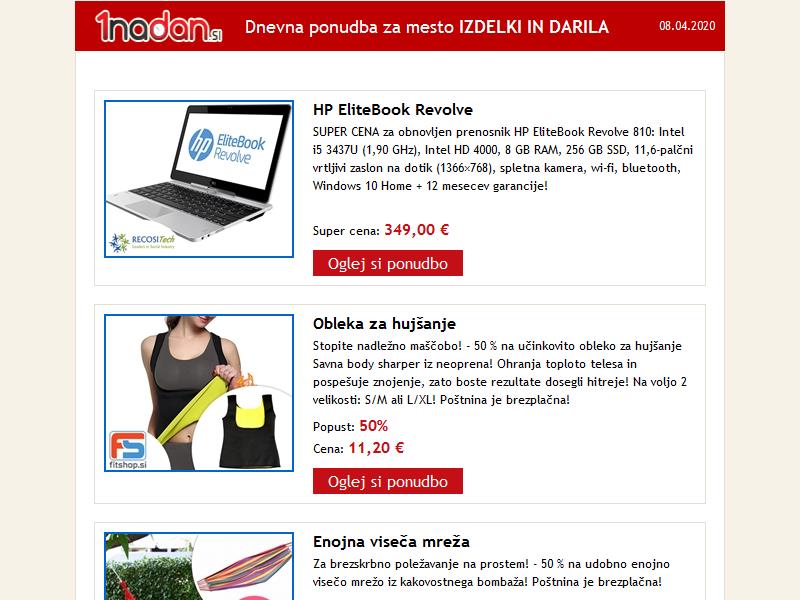 1nadan.SI
Dnevna ponudba za mesto IZDELKI IN DARILA
08.04.2020
hp
EliteBook
Revolve
RECOSITech
Leaders in Social Industry
HP EliteBook Revolve
SUPER CENA za obnovljen prenosnik HP EliteBook Revolve 810: Intel
i5 3437U (1,90 GHz), Intel HD 4000, 8 GB RAM, 256 GB SSD, 11,6-palčni
vrtljivi zaslon na dotik (1366×768), spletna kamera, wi-fi, bluetooth,
Windows 10 Home + 12 mesecev garancije!
Super cena: 349,00 €
Oglej si ponudbo
FS
fitshop.si
Obleka za hujšanje
Stopite nadležno maščobo! - 50 % na učinkovito obleko za hujšanje
Savna body sharper iz neoprena! Ohranja toploto telesa in
pospešuje znojenje, zato boste rezultate dosegli hitreje! Na voljo 2
velikosti: S/M ali L/XL! Poštnina je brezplačna!
Popust: 50%
Cena: 11,20 €
Oglej si ponudbo
Enojna viseča mreža
Za brezskrbno poležavanje na prostem! - 50 % na udobno enojno
visečo mrežo iz kakovostnega bombaža! Poštnina je brezplačna!